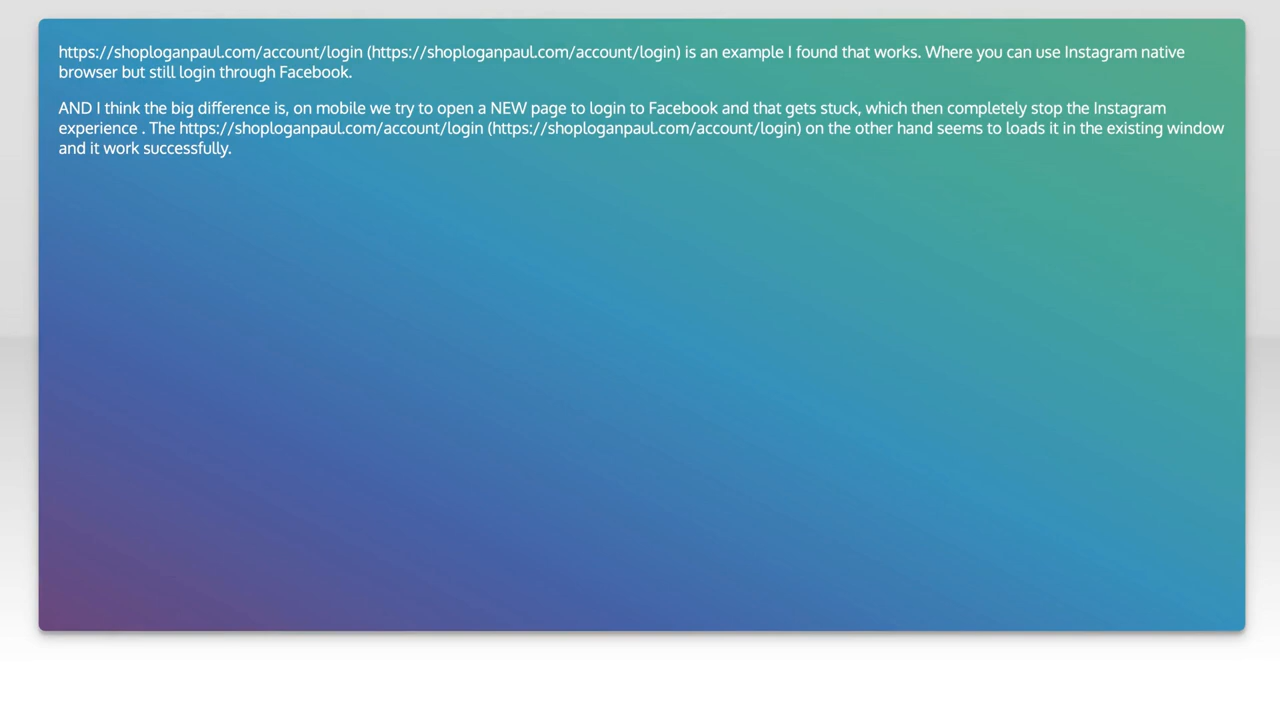 https://shoploganpaul.com/account/login (https://shoploganpaul.com/account/login) is an example I found that works. Where you can use Instagram native
browser but still login through Facebook.
AND I think the big difference is, on mobile we try to open a NEW page to login to Facebook and that gets stuck, which then completely stop the Instagram
experience . The https://shoploganpaul.com/account/login (https://shoploganpaul.com/account/login) on the other hand seems to loads it in the existing window
and it work successfully.